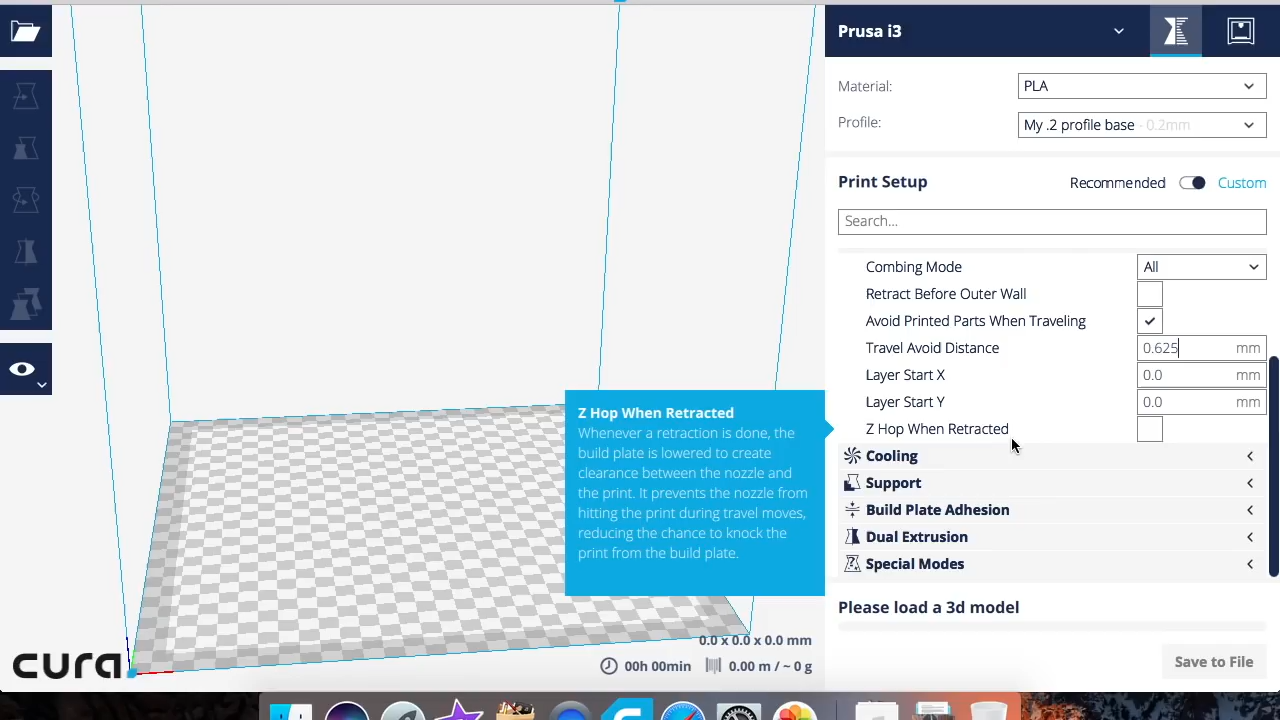 Prusa i3
Material:
PLA
Profile:
My .2 profile base - 0.2mm
Print Setup
Recommended
Custom
Search...
Combing Mode
All
Retract Before Outer Wall
Avoid Printed Parts When Traveling
Travel Avoid Distance
0.625 mm
Layer Start X
0.0 mm
Layer Start Y
0.0 mm
Z Hop When Retracted
Z Hop When Retracted
Whenever a retraction is done, the
build plate is lowered to create
clearance between the nozzle and
the print. It prevents the nozzle from
hitting the print during travel moves,
reducing the chance to knock the
print from the build plate.
Cooling
Support
Build Plate Adhesion
Dual Extrusion
Special Modes
Please load a 3d model
0.0 x 0.0 x 0.0 mm
00h 00min
0.00 m / ~ 0 g
Save to File
cura